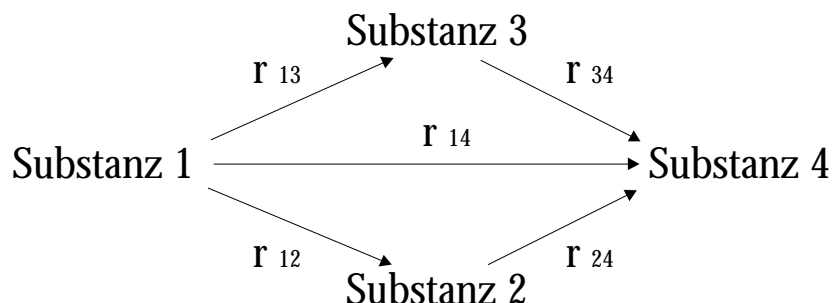 Substanz 3
r 13
r 34
r 14
Substanz 1
Substanz 4
r 12
r 24
Substanz 2